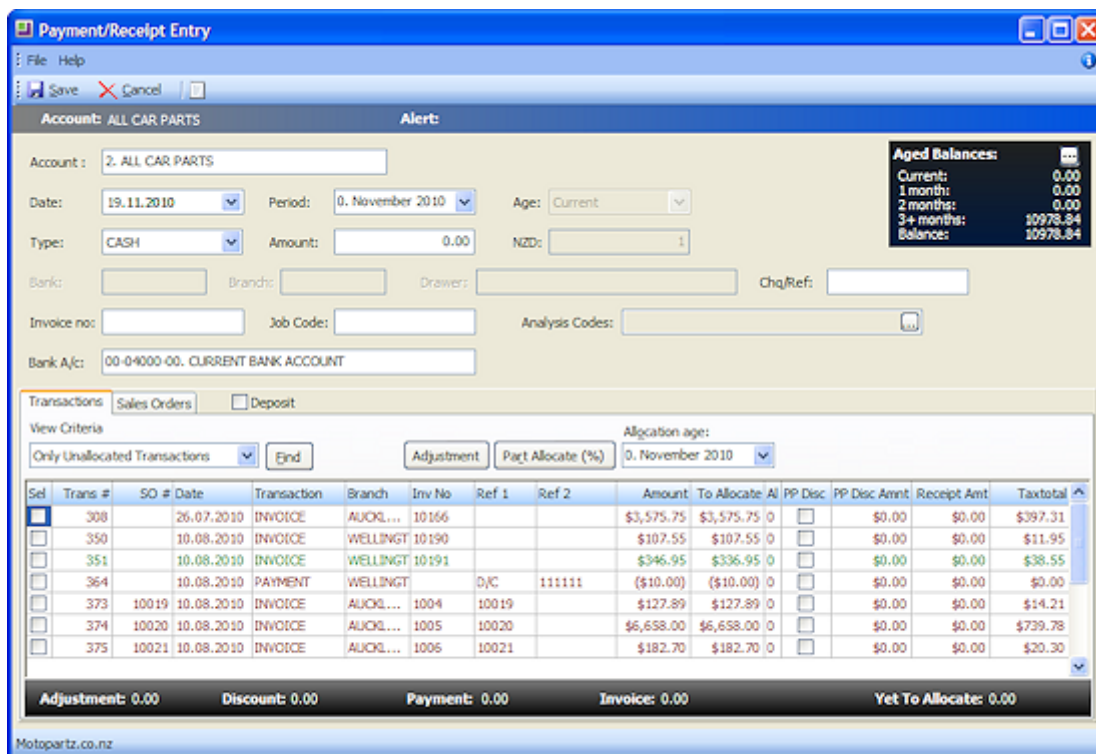 Payment/Receipt Entry
File Help
Save Cancel
Account: ALL CAR PARTS Alert:
Account : 2. ALL CAR PARTS
Date: 19.11.2010 Period: 0. November 2010 Age: Current
Type: CASH Amount: 0.00 NZD: 1
Bank: Branch: Drawer: Chq/Ref:
Invoice no: Job Code: Analysis Codes: ...
Bank A/c: 00-04000-00. CURRENT BANK ACCOUNT
Aged Balances: ...
Current: 0.00
1 month: 0.00
2 months: 0.00
3+ months: 10978.84
Balance: 10978.84
Transactions Sales Orders Deposit
View Criteria Allocation age:
Only Unallocated Transactions Find Adjustment Part Allocate (%) 0. November 2010
Sel Trans # SO # Date Transaction Branch Inv No Ref 1 Ref 2 Amount To Allocate Al PP Disc PP Disc Amnt Receipt Amt Taxtotal
308 26.07.2010 INVOICE AUCKL... 10166 $3,575.75 $3,575.75 0 $0.00 $0.00 $397.31
350 10.08.2010 INVOICE WELLINGT 10190 $107.55 $107.55 0 $0.00 $0.00 $11.95
351 10.08.2010 INVOICE WELLINGT 10191 $346.95 $336.95 0 $0.00 $0.00 $38.55
364 10.08.2010 PAYMENT WELLINGT D/C 111111 ($10.00) ($10.00) 0 $0.00 $0.00 $0.00
373 10019 10.08.2010 INVOICE AUCKL... 1004 10019 $127.89 $127.89 0 $0.00 $0.00 $14.21
374 10020 10.08.2010 INVOICE AUCKL... 1005 10020 $6,658.00 $6,658.00 0 $0.00 $0.00 $739.78
375 10021 10.08.2010 INVOICE AUCKL... 1006 10021 $182.70 $182.70 0 $0.00 $0.00 $20.30
Adjustment: 0.00 Discount: 0.00 Payment: 0.00 Invoice: 0.00 Yet To Allocate: 0.00
Motopartz.co.nz